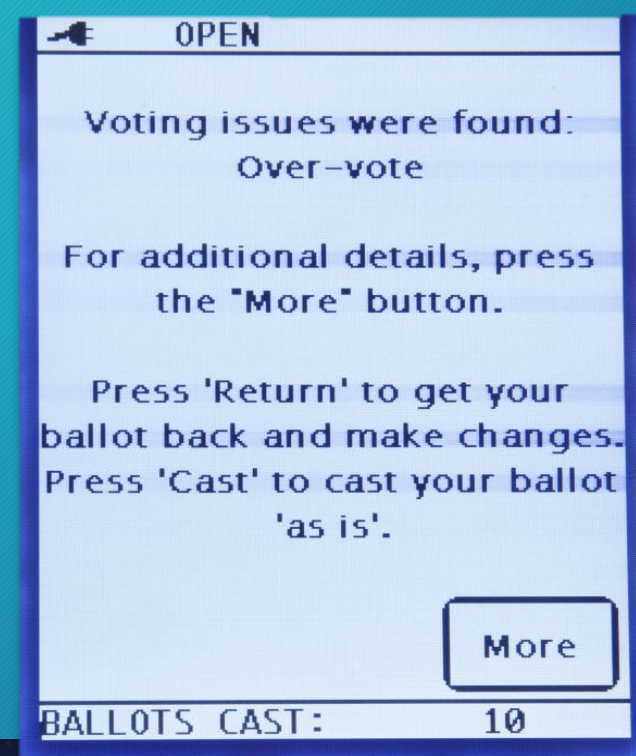 OPEN
Voting issues were found:
Over-vote
For additional details, press
the "More" button.
Press 'Return' to get your
ballot back and make changes.
Press 'Cast' to cast your ballot
'as is'.
More
BALLOTS CAST: 10